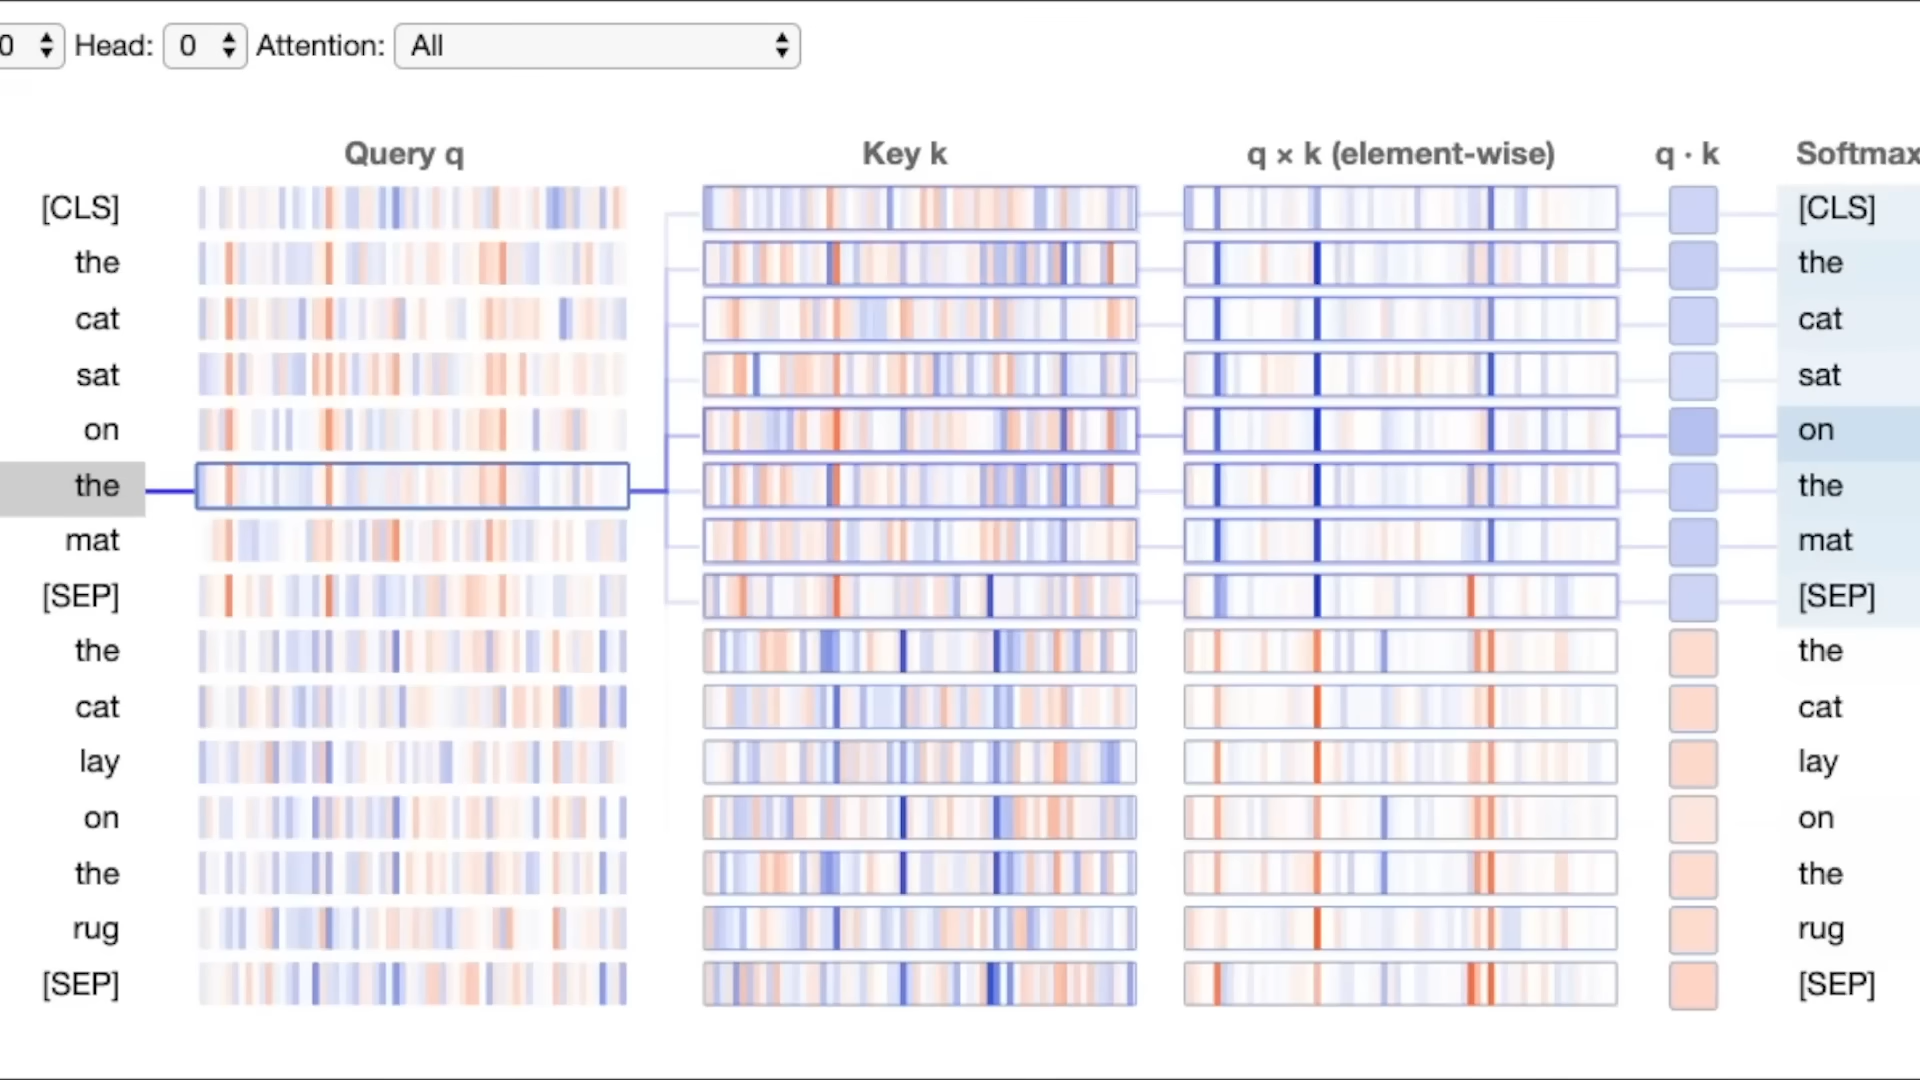 0 Head: 0 Attention: All
Query q Key k q × k (element-wise) q · k Softmax
[CLS] [CLS]
the the
cat cat
sat sat
on on
the the
mat mat
[SEP] [SEP]
the the
cat cat
lay lay
on on
the the
rug rug
[SEP] [SEP]